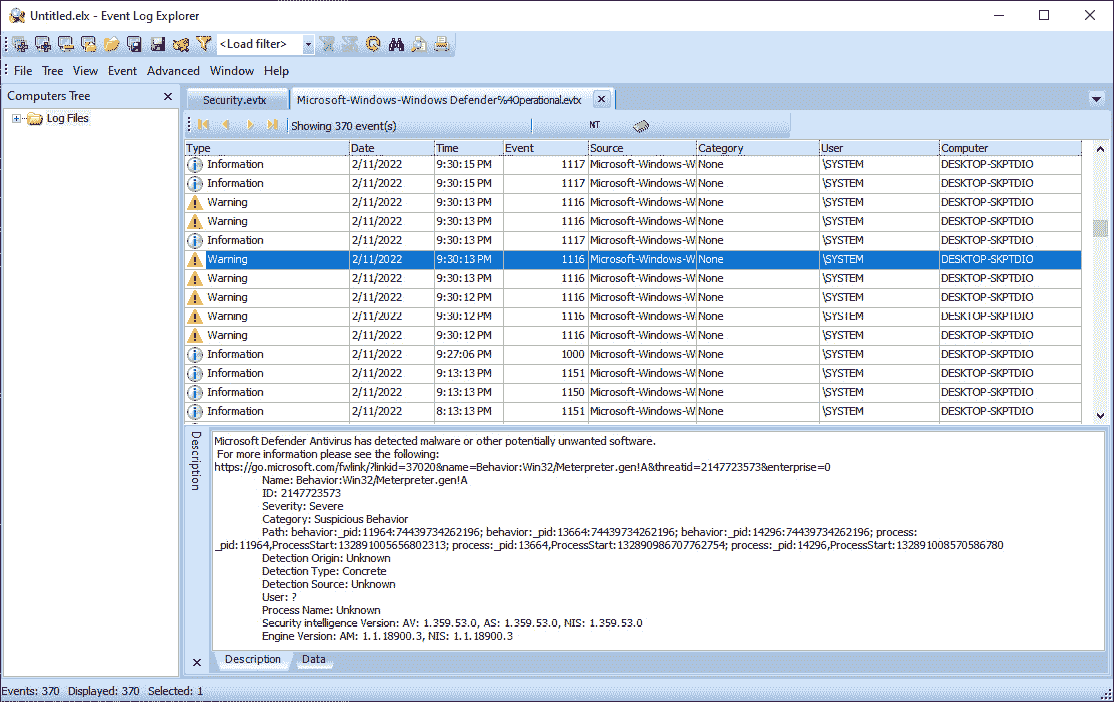 Untitled.elx - Event Log Explorer
<Load filter>
File Tree View Event Advanced Window Help
Computers Tree
Log Files
Security.evtx Microsoft-Windows-Windows Defender%4Operational.evtx
Showing 370 event(s) NT
Type Date Time Event Source Category User Computer
Information 2/11/2022 9:30:15 PM 1117 Microsoft-Windows-W None \SYSTEM DESKTOP-SKPTDIO
Information 2/11/2022 9:30:15 PM 1117 Microsoft-Windows-W None \SYSTEM DESKTOP-SKPTDIO
Warning 2/11/2022 9:30:13 PM 1116 Microsoft-Windows-W None \SYSTEM DESKTOP-SKPTDIO
Warning 2/11/2022 9:30:13 PM 1116 Microsoft-Windows-W None \SYSTEM DESKTOP-SKPTDIO
Information 2/11/2022 9:30:13 PM 1117 Microsoft-Windows-W None \SYSTEM DESKTOP-SKPTDIO
Warning 2/11/2022 9:30:13 PM 1116 Microsoft-Windows-W None \SYSTEM DESKTOP-SKPTDIO
Warning 2/11/2022 9:30:13 PM 1116 Microsoft-Windows-W None \SYSTEM DESKTOP-SKPTDIO
Warning 2/11/2022 9:30:12 PM 1116 Microsoft-Windows-W None \SYSTEM DESKTOP-SKPTDIO
Warning 2/11/2022 9:30:12 PM 1116 Microsoft-Windows-W None \SYSTEM DESKTOP-SKPTDIO
Warning 2/11/2022 9:30:12 PM 1116 Microsoft-Windows-W None \SYSTEM DESKTOP-SKPTDIO
Information 2/11/2022 9:27:06 PM 1000 Microsoft-Windows-W None \SYSTEM DESKTOP-SKPTDIO
Information 2/11/2022 9:13:13 PM 1151 Microsoft-Windows-W None \SYSTEM DESKTOP-SKPTDIO
Information 2/11/2022 9:13:13 PM 1150 Microsoft-Windows-W None \SYSTEM DESKTOP-SKPTDIO
Information 2/11/2022 8:13:13 PM 1151 Microsoft-Windows-W None \SYSTEM DESKTOP-SKPTDIO
Description
Microsoft Defender Antivirus has detected malware or other potentially unwanted software.
For more information please see the following:
https://go.microsoft.com/fwlink/?linkid=37020&name=Behavior:Win32/Meterpreter.gen!A&threatid=2147723573&enterprise=0
Name: Behavior:Win32/Meterpreter.gen!A
ID: 2147723573
Severity: Severe
Category: Suspicious Behavior
Path: behavior:_pid:11964:74439734262196; behavior:_pid:13664:74439734262196; behavior:_pid:14296:74439734262196; process:
_pid:11964,ProcessStart:132891005656802313; process:_pid:13664,ProcessStart:132890986707762754; process:_pid:14296,ProcessStart:132891008570586780
Detection Origin: Unknown
Detection Type: Concrete
Detection Source: Unknown
User: ?
Process Name: Unknown
Security intelligence Version: AV: 1.359.53.0, AS: 1.359.53.0, NIS: 1.359.53.0
Engine Version: AM: 1.1.18900.3, NIS: 1.1.18900.3
Description Data
Events: 370 Displayed: 370 Selected: 1